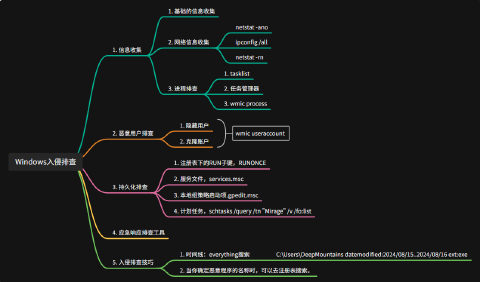 Windows入侵排查
1. 信息收集
1. 基础的信息收集
2. 网络信息收集
netstat -ano
ipconfig /all
netstat -rn
3. 进程排查
1. tasklist
2. 任务管理器
3. wmic process
2. 恶意用户排查
1. 隐藏用户
2. 克隆账户
wmic useraccount
3. 持久化排查
1. 注册表下的RUN子键，RUNONCE
2. 服务文件，services.msc
3. 本地组策略启动项 gpedit.msc
4. 计划任务，schtasks /query /tn "Mirage" /v /fo:list
4. 应急响应排查工具
5. 入侵排查技巧
1. 时间线：everything搜索
C:\Users\DeepMountains datemodified:2024/08/15..2024/08/16 ext:exe
2. 当你确定恶意程序的名称时，可以去注册表搜索。